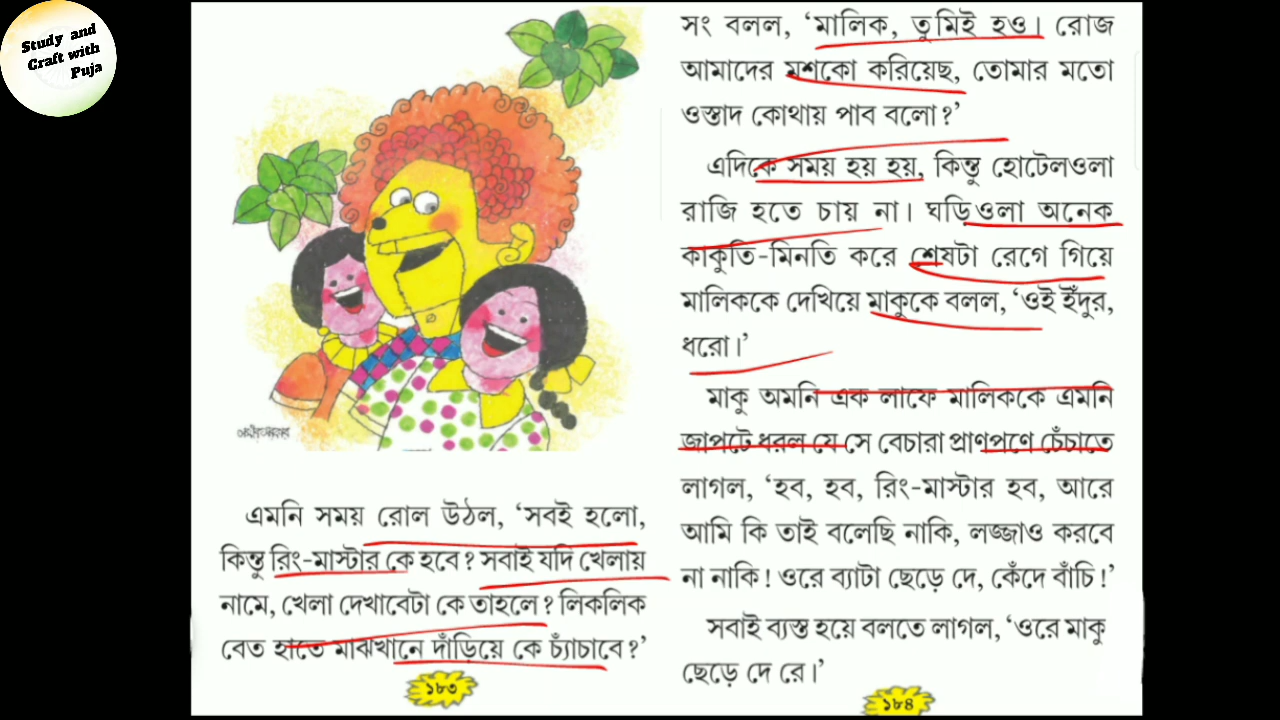 Study and
Craft with
Puja
এমনি সময় রোল উঠল, ‘সবই হলো,
কিন্তু রিং-মাস্টার কে হবে? সবাই যদি খেলায়
নামে, খেলা দেখাবেটা কে তাহলে? লিকলিক
বেত হাতে মাঝখানে দাঁড়িয়ে কে চ্যাঁচাবে?’
১৮৩
সং বলল, ‘মালিক, তুমিই হও। রোজ
আমাদের মশকো করিয়েছ, তোমার মতো
ওস্তাদ কোথায় পাব বলো?’
এদিকে সময় হয় হয়, কিন্তু হোটেলওলা
রাজি হতে চায় না। ঘড়িওলা অনেক
কাকুতি-মিনতি করে শেষটা রেগে গিয়ে
মালিককে দেখিয়ে মাকুকে বলল, ‘ওই ইঁদুর,
ধরো।’
মাকু অমনি এক লাফে মালিককে এমনি
জাপটে ধরল যে সে বেচারা প্রাণপণে চেঁচাতে
লাগল, ‘হব, হব, রিং-মাস্টার হব, আরে
আমি কি তাই বলেছি নাকি, লজ্জাও করবে
না নাকি! ওরে ব্যাটা ছেড়ে দে, কেঁদে বাঁচি!’
সবাই ব্যস্ত হয়ে বলতে লাগল, ‘ওরে মাকু
ছেড়ে দে রে।’
১৮৪